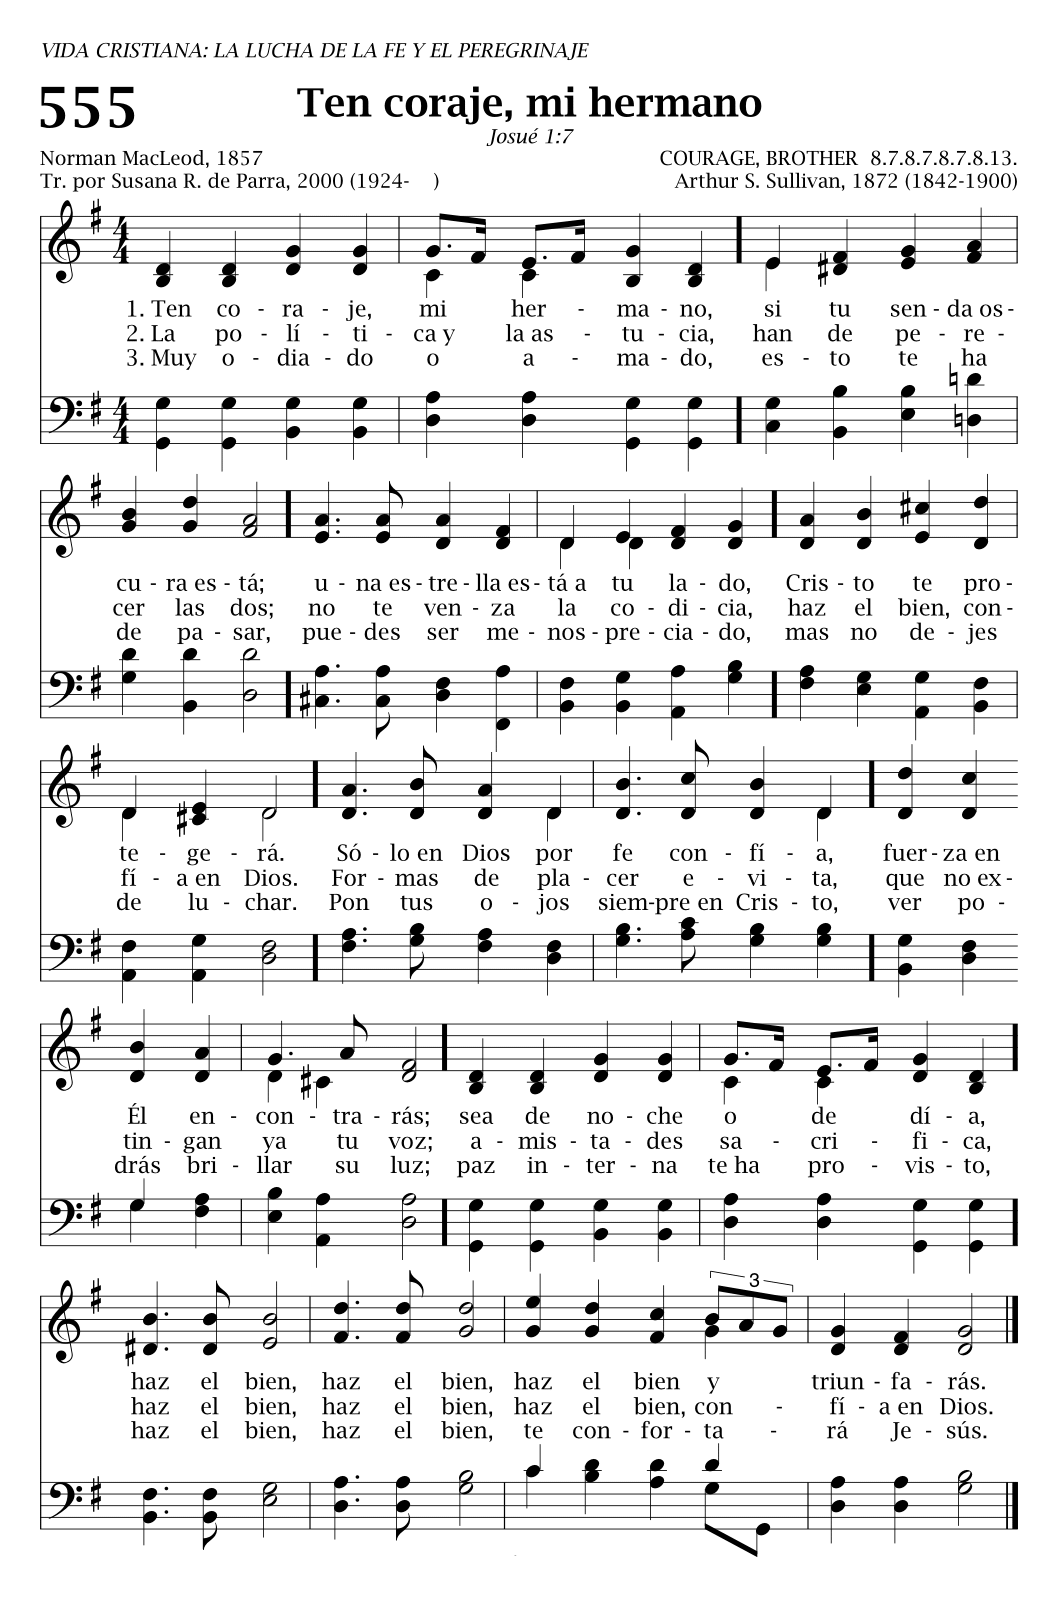 VIDA CRISTIANA: LA LUCHA DE LA FE Y EL PEREGRINAJE
555 Ten coraje, mi hermano
Josué 1:7
Norman MacLeod, 1857 COURAGE, BROTHER 8.7.8.7.8.7.8.13.
Tr. por Susana R. de Parra, 2000 (1924- ) Arthur S. Sullivan, 1872 (1842-1900)
1. Ten co - ra - je, mi her - ma - no, si tu sen - da os -
2. La po - lí - ti - ca y la as - tu - cia, han de pe - re -
3. Muy o - dia - do o a - ma - do, es - to te ha
cu - ra es - tá; u - na es - tre - lla es - tá a tu la - do, Cris - to te pro -
cer las dos; no te ven - za la co - di - cia, haz el bien, con -
de pa - sar, pue - des ser me - nos - pre - cia - do, mas no de - jes
te - ge - rá. Só - lo en Dios por fe con - fí - a, fuer - za en
fí - a en Dios. For - mas de pla - cer e - vi - ta, que no ex -
de lu - char. Pon tus o - jos siem-pre en Cris - to, ver po -
Él en - con - tra - rás; sea de no - che o de dí - a,
tin - gan ya tu voz; a - mis - ta - des sa - cri - fi - ca,
drás bri - llar su luz; paz in - ter - na te ha pro - vis - to,
3
haz el bien, haz el bien, haz el bien y triun - fa - rás.
haz el bien, haz el bien, haz el bien, con - fí - a en Dios.
haz el bien, haz el bien, te con - for - ta - rá Je - sús.